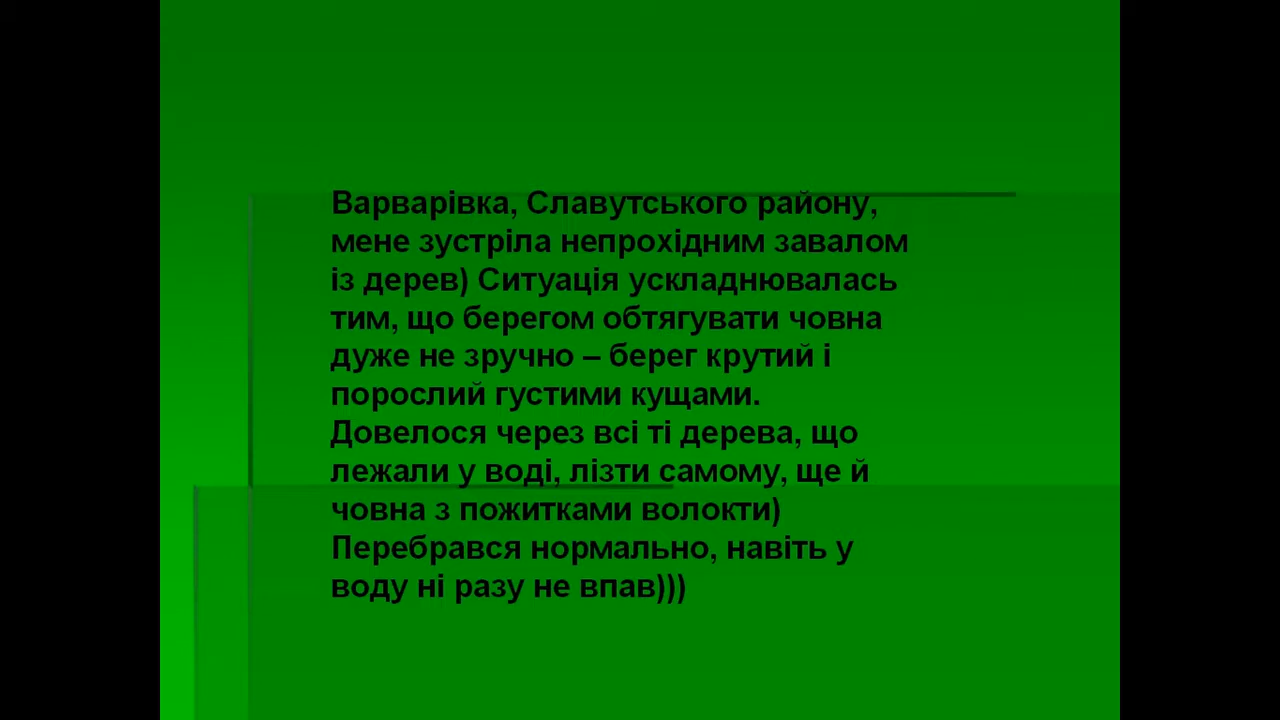 Варварівка, Славутського району,
мене зустріла непрохідним завалом
із дерев) Ситуація ускладнювалась
тим, що берегом обтягувати човна
дуже не зручно – берег крутий і
порослий густими кущами.
Довелося через всі ті дерева, що
лежали у воді, лізти самому, ще й
човна з пожитками волокти)
Перебрався нормально, навіть у
воду ні разу не впав)))